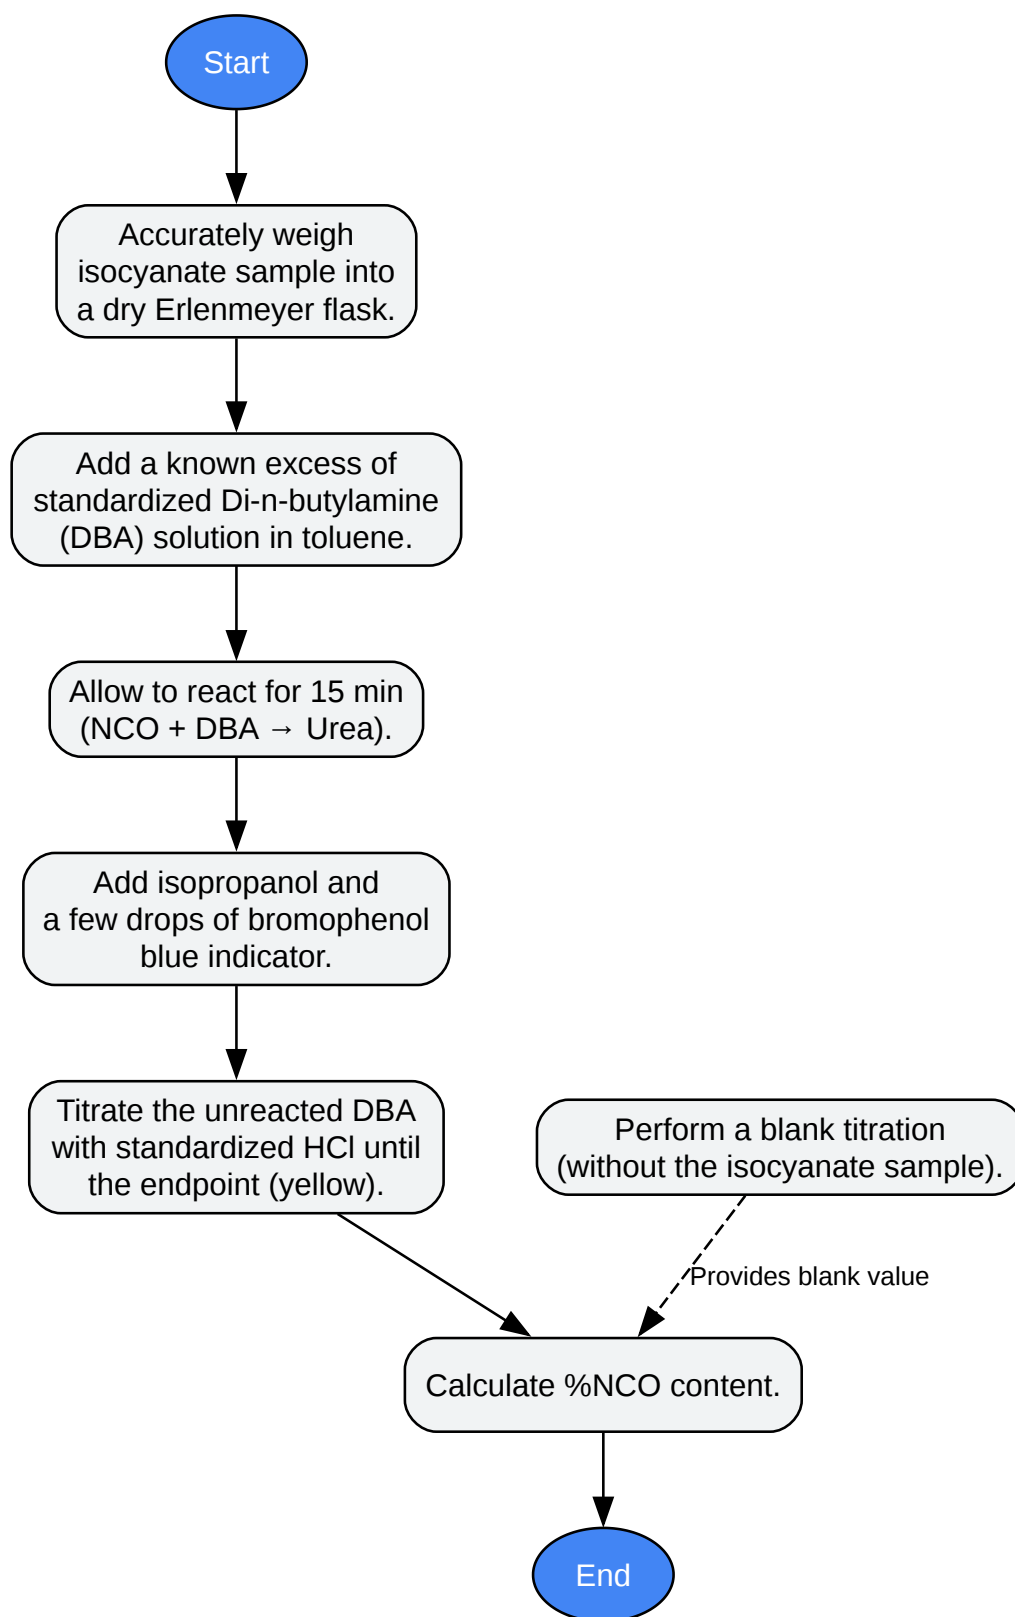 Start
Accurately weigh
isocyanate sample into
a dry Erlenmeyer flask.
Add a known excess of
standardized Di-n-butylamine
(DBA) solution in toluene.
Allow to react for 15 min
(NCO + DBA → Urea).
Add isopropanol and
a few drops of bromophenol
blue indicator.
Titrate the unreacted DBA
with standardized HCl until
the endpoint (yellow).
Perform a blank titration
(without the isocyanate sample).
Provides blank value
Calculate %NCO content.
End